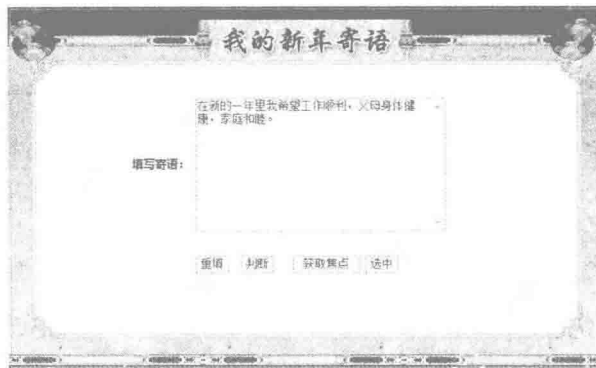 我的新年寄语
在新的一年里我希望工作顺利，父母身体健
康，家庭和睦。
填写寄语：
重填 判断 获取焦点 选中